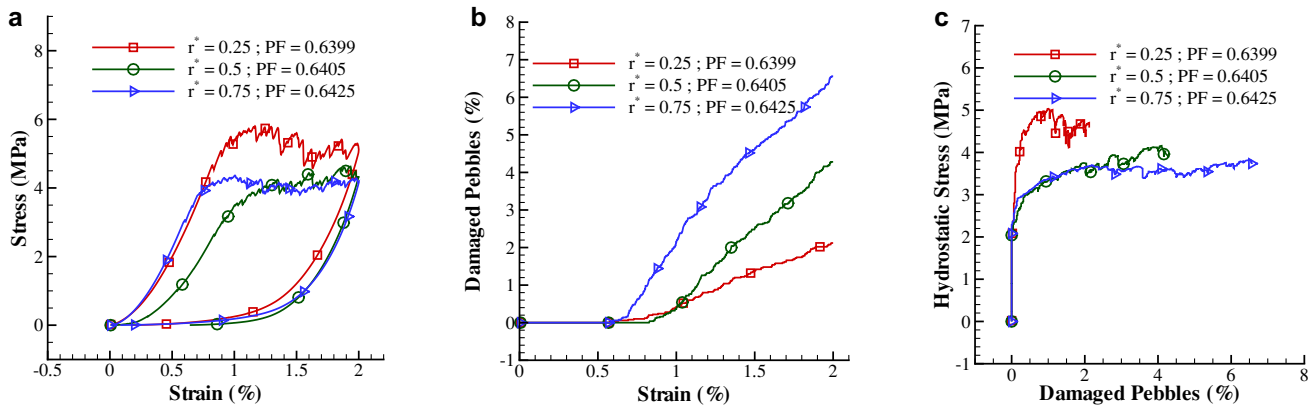 a
Stress (MPa)
8
6
4
2
0
-0.5
0
0.5
1
1.5
2
Strain (%)
r* = 0.25 ; PF = 0.6399
r* = 0.5 ; PF = 0.6405
r* = 0.75 ; PF = 0.6425
b
Damaged Pebbles (%)
8
7
6
5
4
3
2
1
0
-1
0
0.5
1
1.5
2
Strain (%)
r* = 0.25 ; PF = 0.6399
r* = 0.5 ; PF = 0.6405
r* = 0.75 ; PF = 0.6425
c
Hydrostatic Stress (MPa)
7
6
5
4
3
2
1
0
-1
0
2
4
6
8
Damaged Pebbles (%)
r* = 0.25 ; PF = 0.6399
r* = 0.5 ; PF = 0.6405
r* = 0.75 ; PF = 0.6425